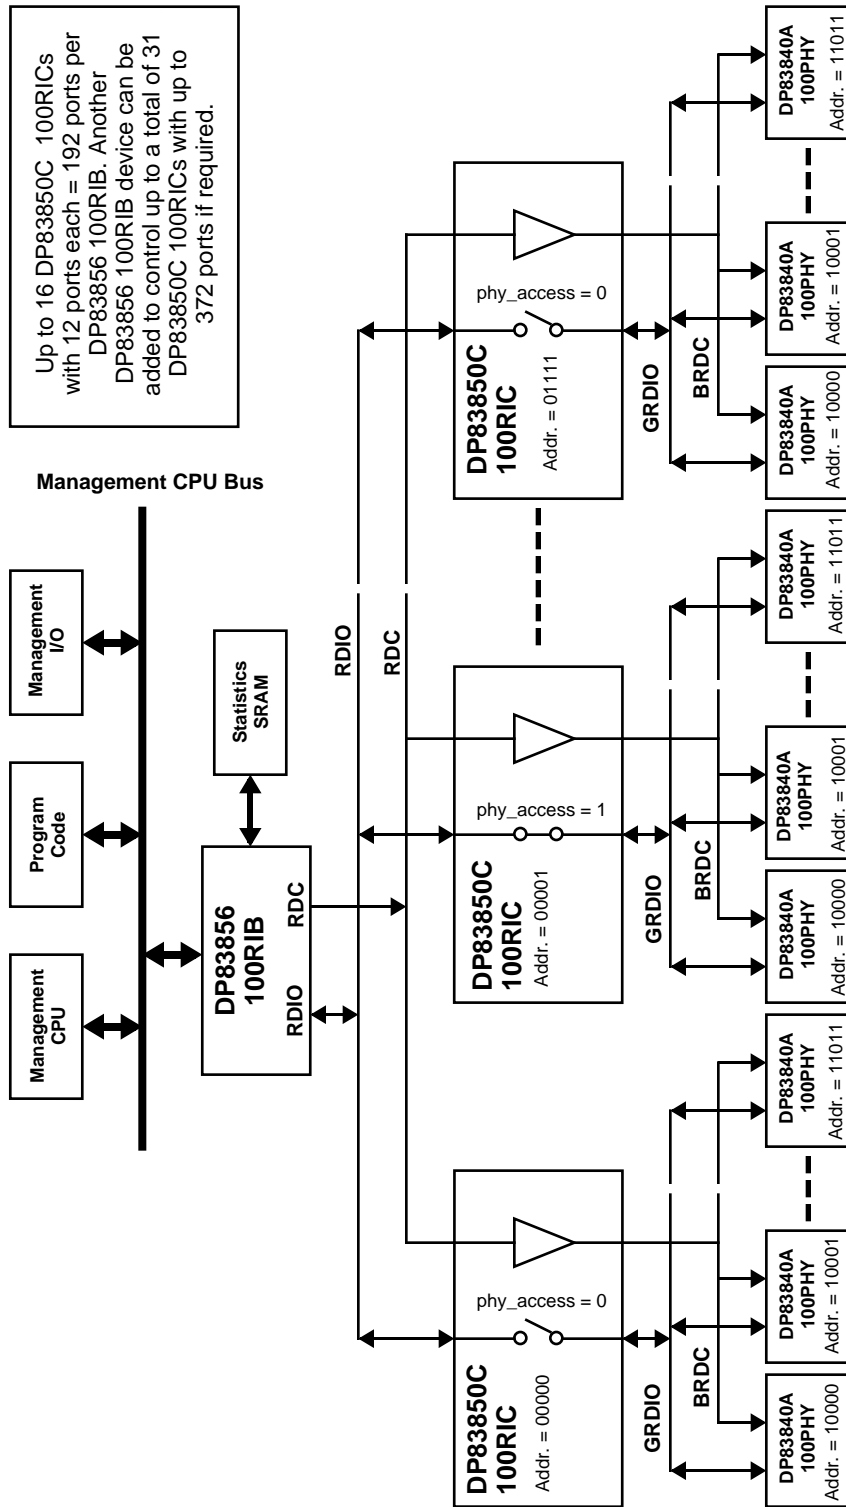 Up to 16 DP83850C 100RICs
with 12 ports each = 192 ports per
DP83856 100RIB. Another
DP83856 100RIB device can be
added to control up to a total of 31
DP83850C 100RICs with up to
372 ports if required.
Management CPU Bus
Management
CPU
Program
Code
Management
I/O
DP83856
100RIB
RDIO
RDC
Statistics
SRAM
RDIO
RDC
DP83850C
100RIC
Addr. = 00000
phy_access = 0
DP83850C
100RIC
Addr. = 00001
phy_access = 1
DP83850C
100RIC
Addr. = 01111
phy_access = 0
GRDIO
BRDC
GRDIO
BRDC
GRDIO
BRDC
DP83840A
100PHY
Addr. = 10000
DP83840A
100PHY
Addr. = 10001
DP83840A
100PHY
Addr. = 11011
DP83840A
100PHY
Addr. = 10000
DP83840A
100PHY
Addr. = 10001
DP83840A
100PHY
Addr. = 11011
DP83840A
100PHY
Addr. = 10000
DP83840A
100PHY
Addr. = 10001
DP83840A
100PHY
Addr. = 11011